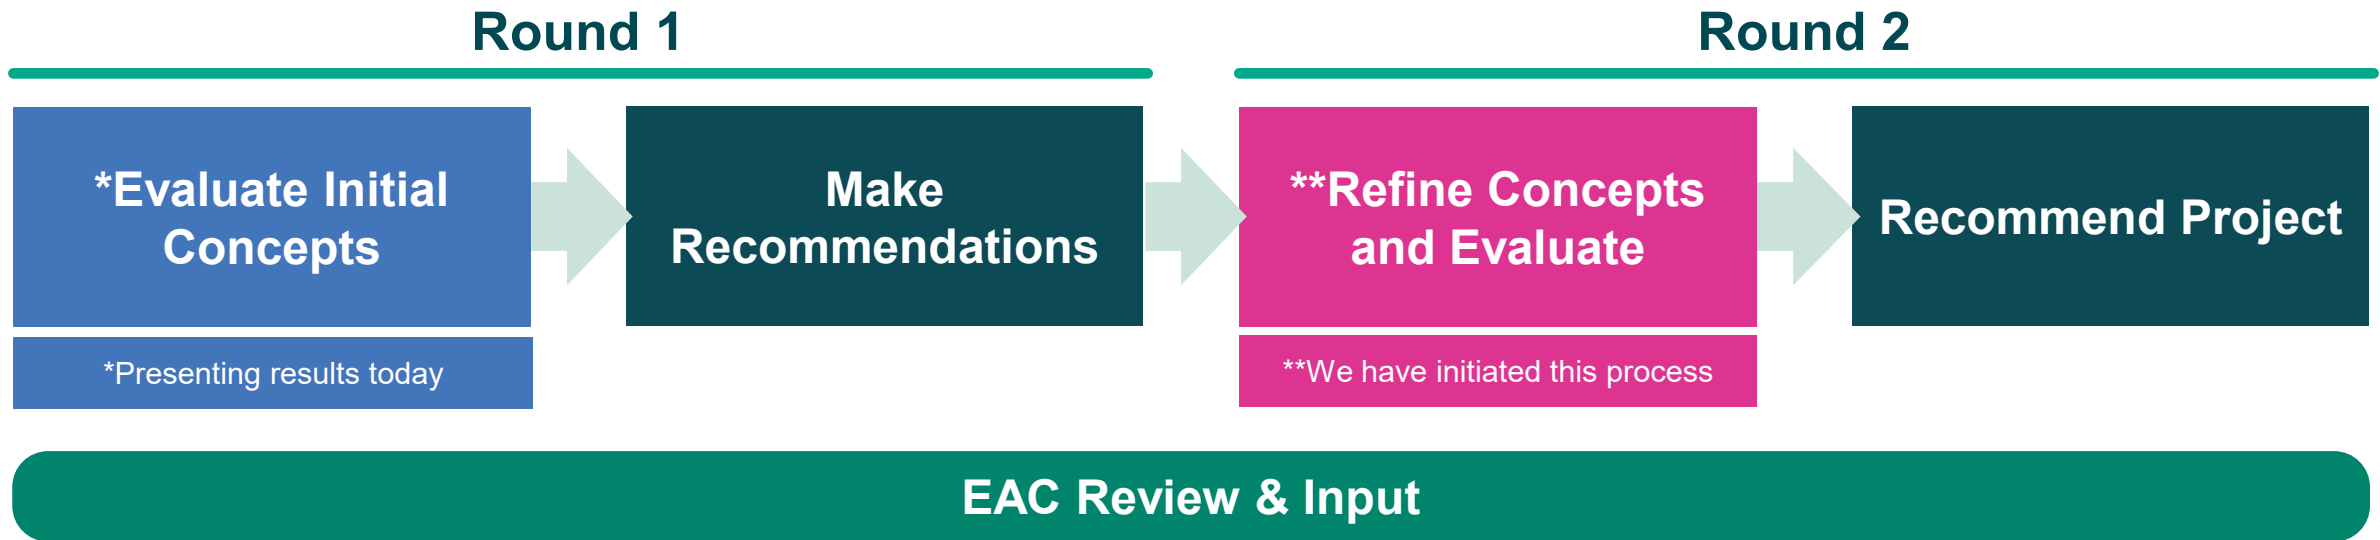 Round 1
Round 2
*Evaluate Initial
Concepts
Make
Recommendations
**Refine Concepts
and Evaluate
Recommend Project
*Presenting results today
**We have initiated this process
EAC Review & Input